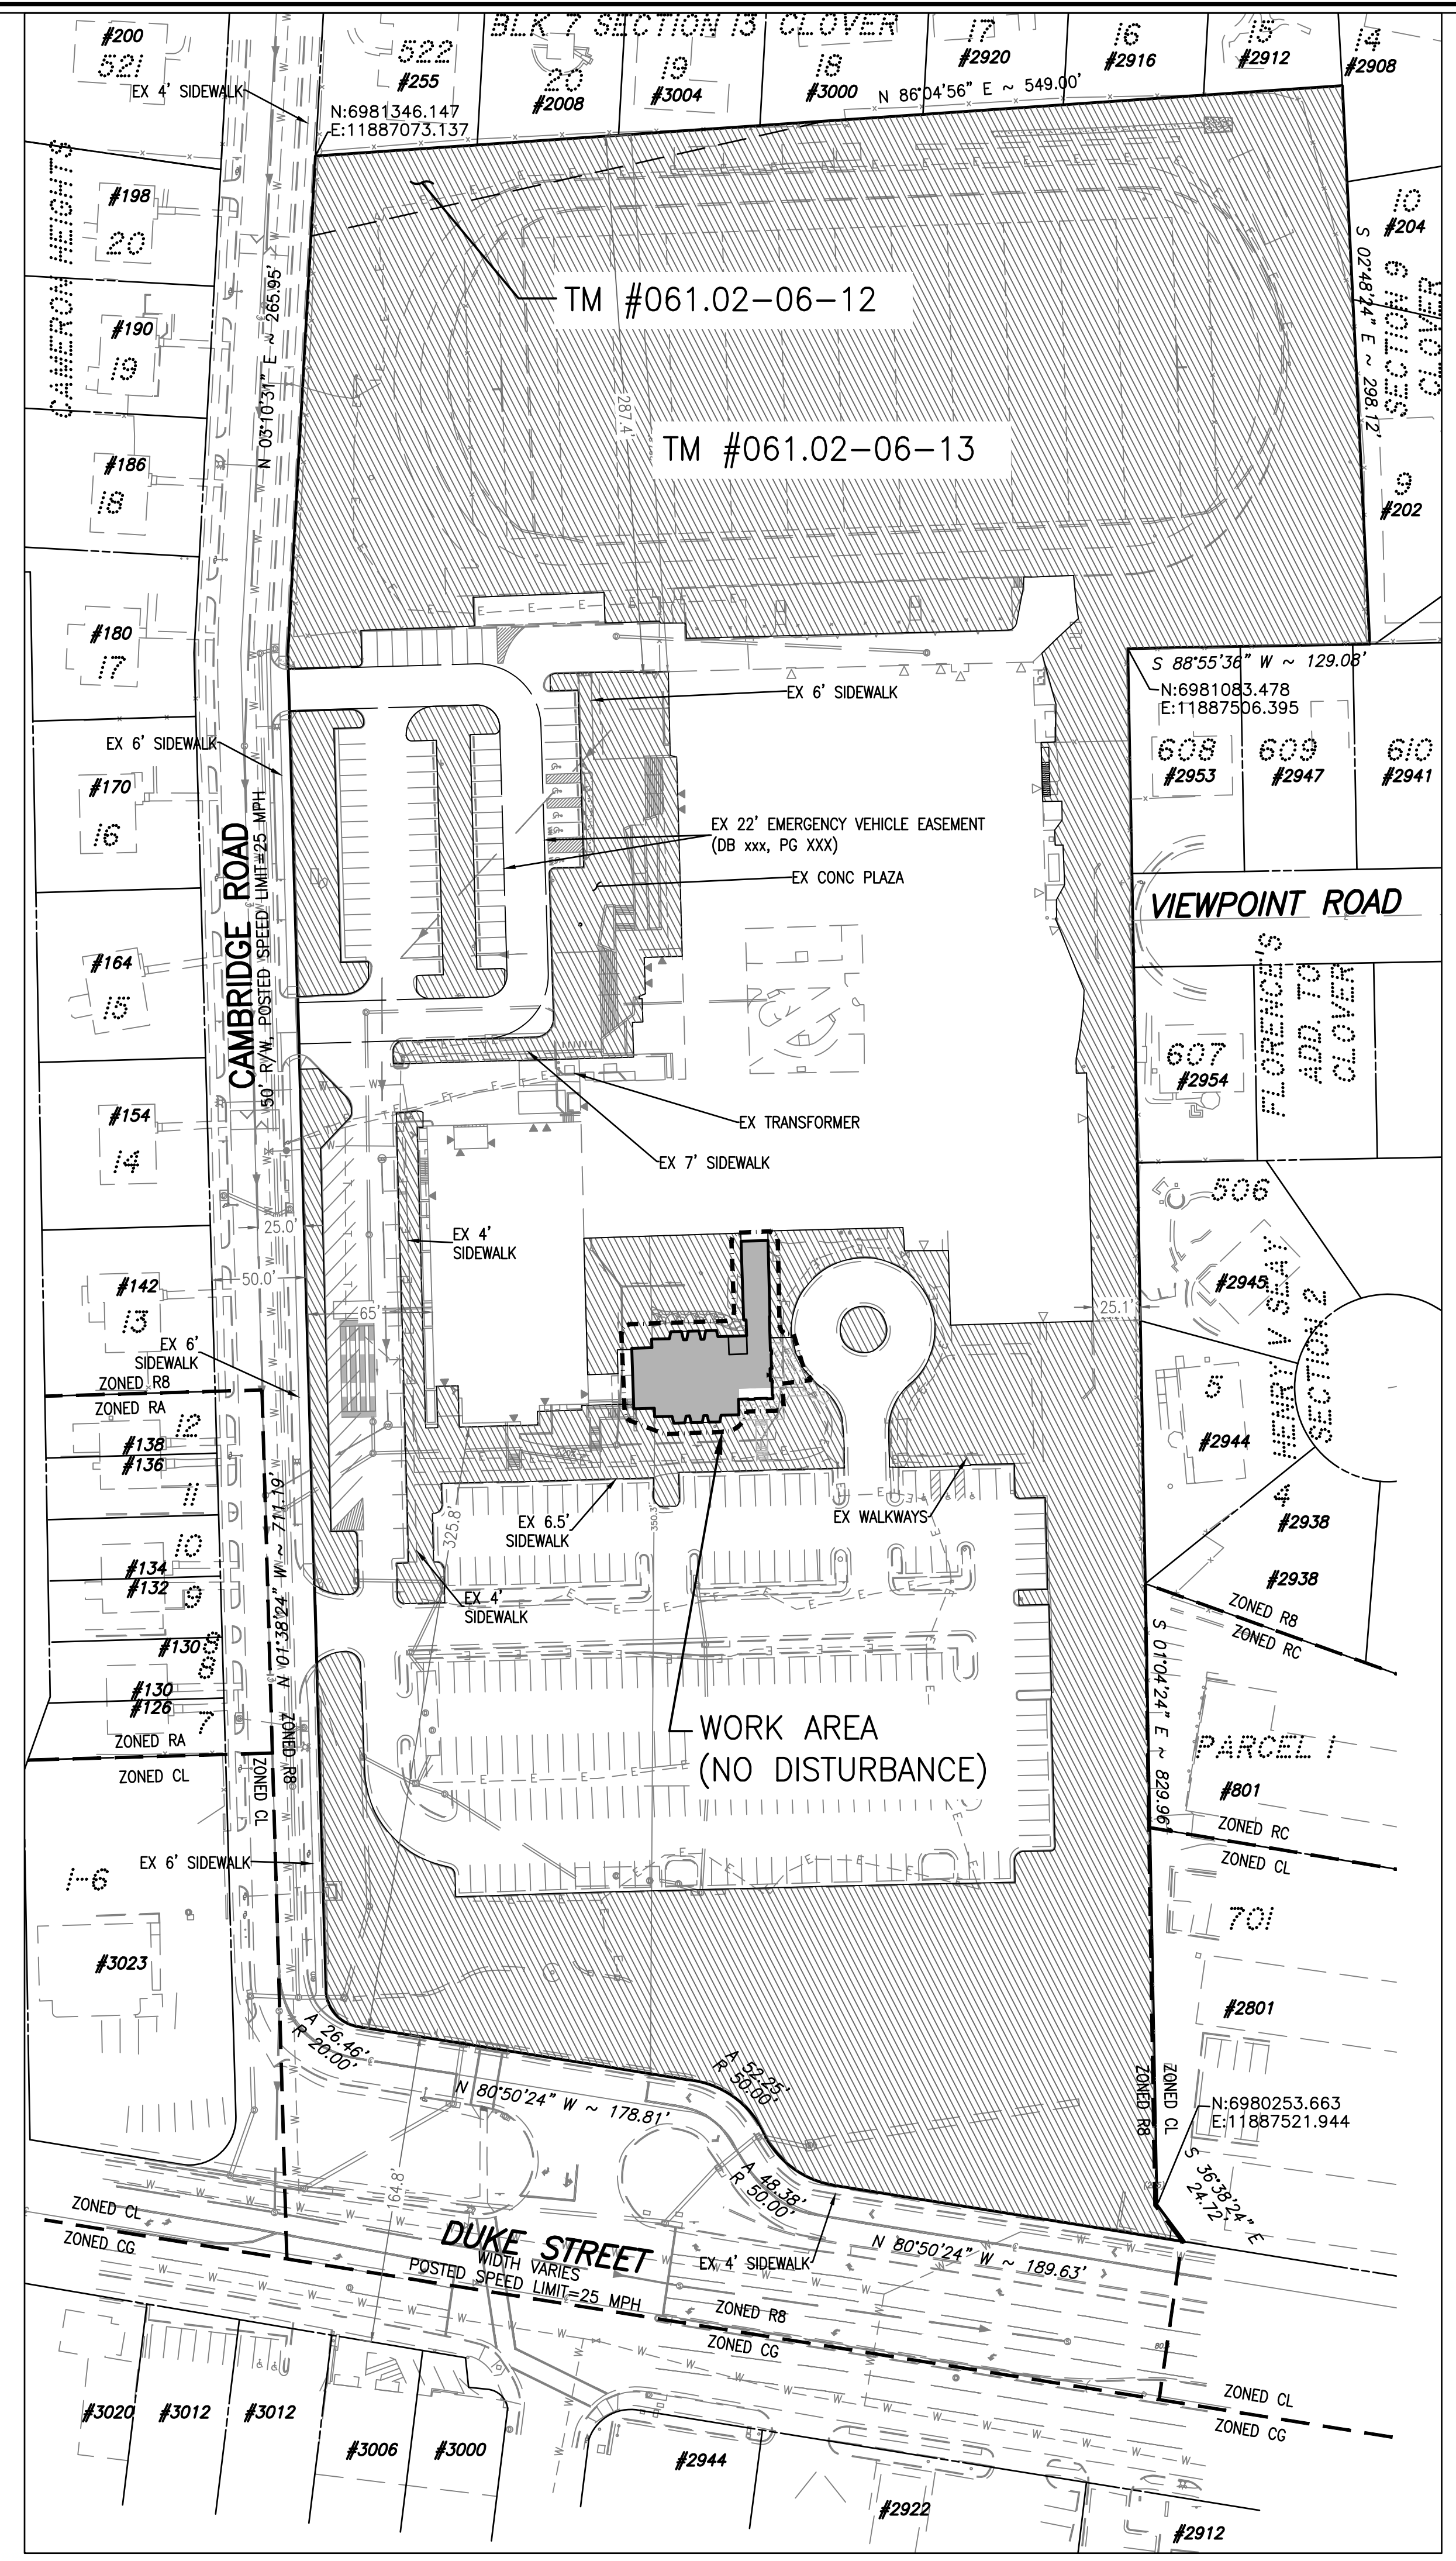 BLK 7 SECTION 13 CLOVER
#200
521
522
#255
20
#2008
19
#3004
18
#3000
17
#2920
16
#2916
15
#2912
14
#2908
EX 4' SIDEWALK
N:6981346.147
E:11887073.137
N 86°04'56" E ~ 549.00'
CAMERON HEIGHTS
#198
20
#190
19
#186
18
#180
17
#170
16
#164
15
#154
14
#142
13
N 03°10'31" E ~ 265.95'
TM #061.02-06-12
TM #061.02-06-13
287.4'
10
#204
S 02°48'24" E ~ 298.12'
SECTION 9
CLOVER
9
#202
S 88°55'36" W ~ 129.08'
N:6981083.478
E:11887506.395
EX 6' SIDEWALK
EX 6' SIDEWALK
608
#2953
609
#2947
610
#2941
CAMBRIDGE ROAD
50' R/W, POSTED SPEED LIMIT=25 MPH
EX 22' EMERGENCY VEHICLE EASEMENT
(DB xxx, PG XXX)
EX CONC PLAZA
VIEWPOINT ROAD
FLORENCE'S
ADD. TO
CLOVER
607
#2954
EX TRANSFORMER
EX 7' SIDEWALK
506
#2945
HENRY V SEAY
SECTION 2
25.0'
50.0'
65'
25.1'
EX 4'
SIDEWALK
EX 6'
SIDEWALK
ZONED R8
ZONED RA
5
#2944
12
#138
#136
11
10
#134
#132
9
#130
8
8
#130
#126
7
ZONED RA
ZONED CL
N 01°38'24" W ~ 711.19'
ZONED R8
ZONED CL
325.8'
350.3'
EX 6.5'
SIDEWALK
EX WALKWAYS
EX 4'
SIDEWALK
4
#2938
#2938
ZONED R8
ZONED RC
S 01°04'24" E ~ 829.96'
WORK AREA
(NO DISTURBANCE)
PARCEL 1
#801
ZONED RC
ZONED CL
EX 6' SIDEWALK
1-6
#3023
701
#2801
A 26.46'
R 20.00'
N 80°50'24" W ~ 178.81'
A 52.25'
R 50.00'
A 48.38'
R 50.00'
ZONED R8
ZONED CL
N:6980253.663
E:11887521.944
S 36°38'24" E
24.72'
164.8'
ZONED CL
ZONED CG
DUKE STREET
WIDTH VARIES
POSTED SPEED LIMIT=25 MPH
EX 4' SIDEWALK
N 80°50'24" W ~ 189.63'
ZONED R8
ZONED CG
ZONED CL
ZONED CG
#3020
#3012
#3012
#3006
#3000
#2944
#2922
#2912